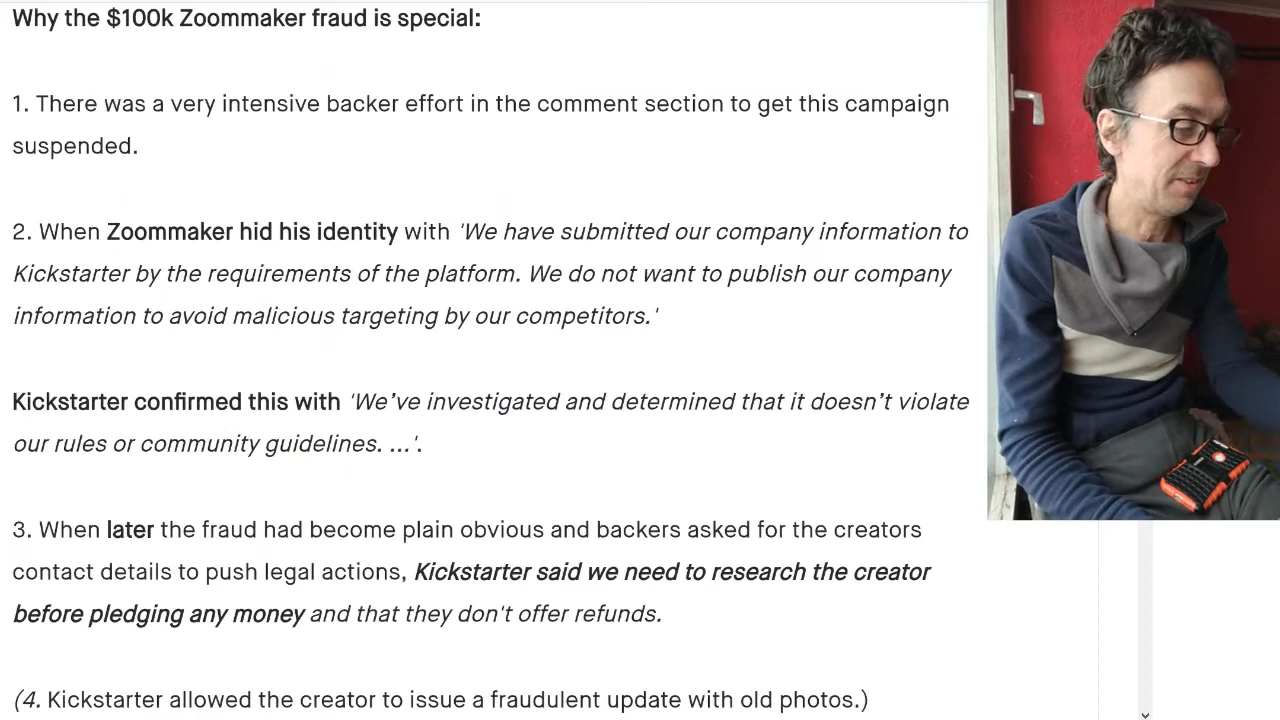 Why the $100k Zoommaker fraud is special:
1. There was a very intensive backer effort in the comment section to get this campaign
suspended.
2. When Zoommaker hid his identity with 'We have submitted our company information to
Kickstarter by the requirements of the platform. We do not want to publish our company
information to avoid malicious targeting by our competitors.'
Kickstarter confirmed this with 'We’ve investigated and determined that it doesn’t violate
our rules or community guidelines. ...'.
3. When later the fraud had become plain obvious and backers asked for the creators
contact details to push legal actions, Kickstarter said we need to research the creator
before pledging any money and that they don't offer refunds.
(4. Kickstarter allowed the creator to issue a fraudulent update with old photos.)